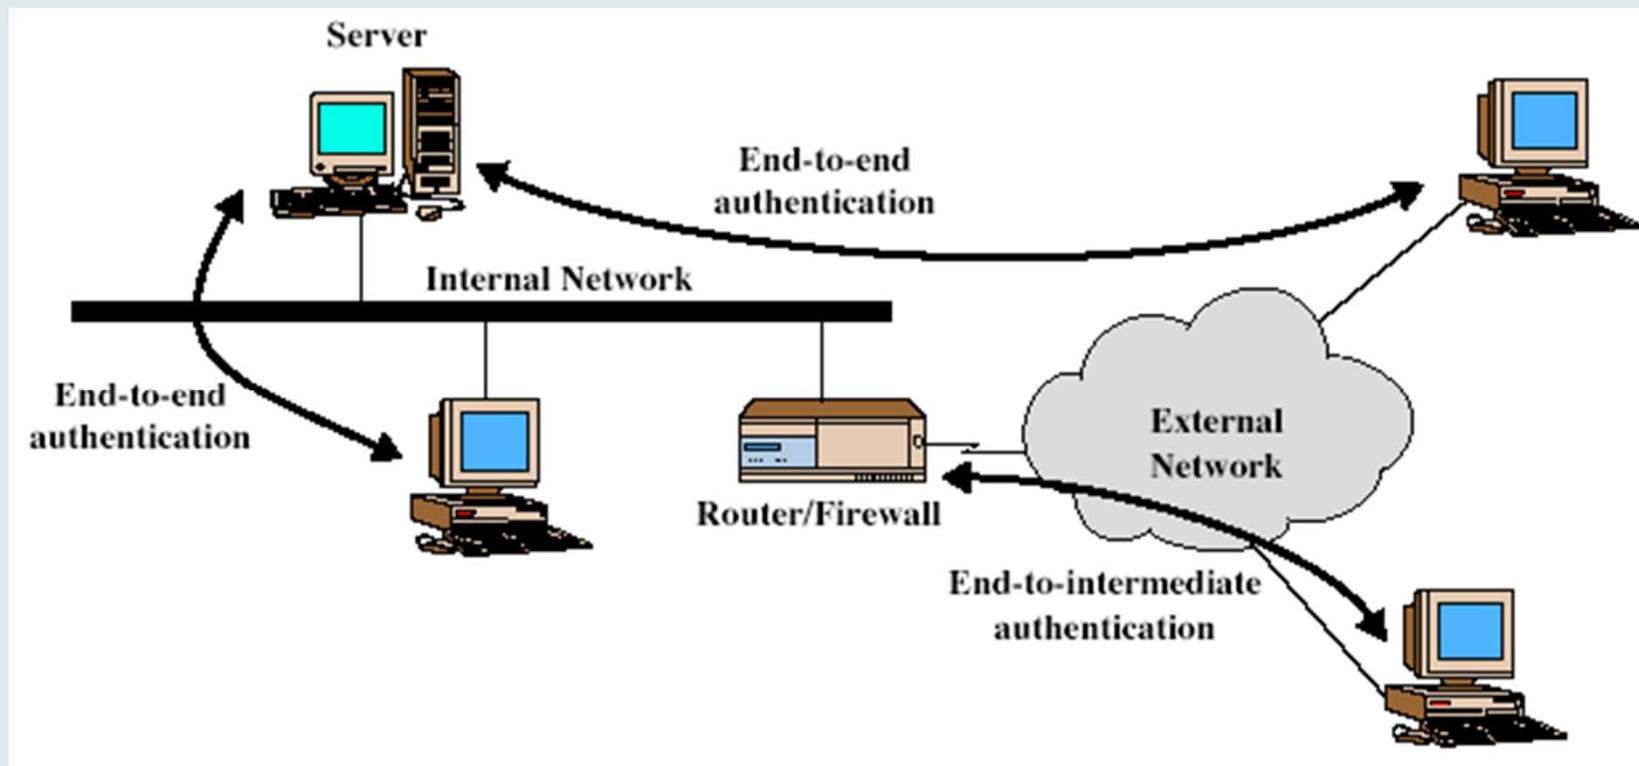 Server
End-to-end
authentication
Internal Network
End-to-end
authentication
External
Network
Router/Firewall
End-to-intermediate
authentication